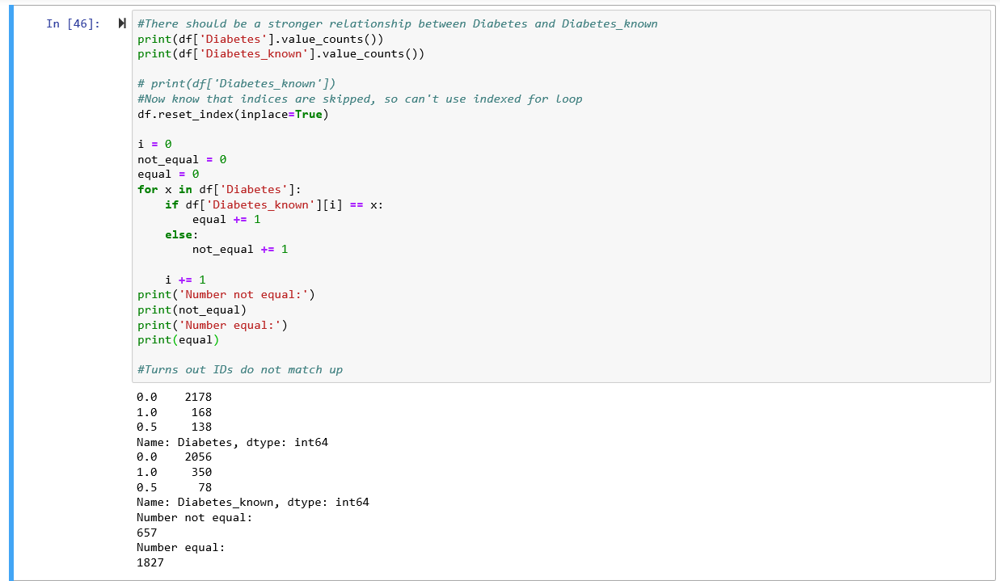 In [46]:
#There should be a stronger relationship between Diabetes and Diabetes_known
print(df['Diabetes'].value_counts())
print(df['Diabetes_known'].value_counts())
# print(df['Diabetes_known'])
#Now know that indices are skipped, so can't use indexed for loop
df.reset_index(inplace=True)
i = 0
not_equal = 0
equal = 0
for x in df['Diabetes']:
    if df['Diabetes_known'][i] == x:
        equal += 1
    else:
        not_equal += 1
    i += 1
print('Number not equal:')
print(not_equal)
print('Number equal:')
print(equal)
#Turns out IDs do not match up
0.0    2178
1.0     168
0.5     138
Name: Diabetes, dtype: int64
0.0    2056
1.0     350
0.5      78
Name: Diabetes_known, dtype: int64
Number not equal:
657
Number equal:
1827